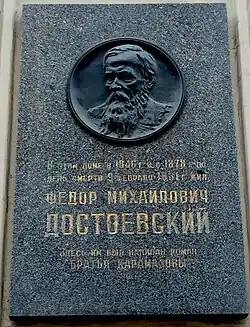 В этом доме в 1846 г. и с 1878 г. по
день смерти 9 февраля 1881 г. жил
ФЕДОР МИХАЙЛОВИЧ
ДОСТОЕВСКИЙ
Здесь им был написан роман
"БРАТЬЯ КАРАМАЗОВЫ"